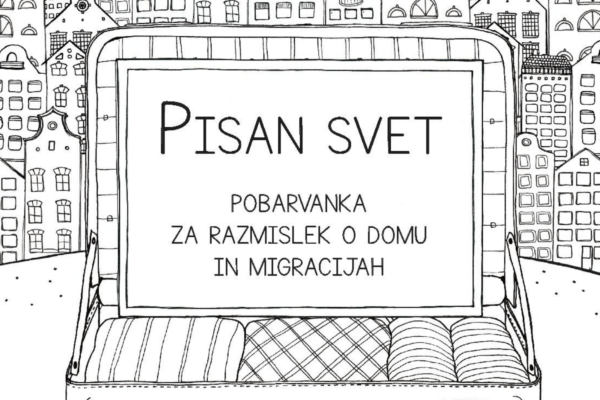 PISAN SVET
POBARVANKA
ZA RAZMISLEK O DOMU
IN MIGRACIJAH